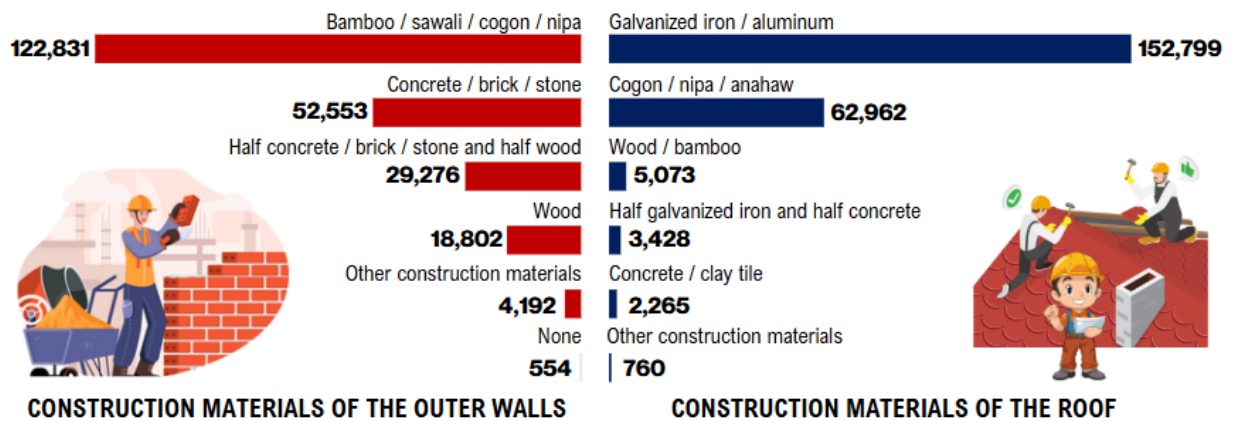 Bamboo / sawali / cogon / nipa
122,831
Concrete / brick / stone
52,553
Half concrete / brick / stone and half wood
29,276
Wood
18,802
Other construction materials
4,192
None
554
CONSTRUCTION MATERIALS OF THE OUTER WALLS
Galvanized iron / aluminum
152,799
Cogon / nipa / anahaw
62,962
Wood / bamboo
5,073
Half galvanized iron and half concrete
3,428
Concrete / clay tile
2,265
Other construction materials
760
CONSTRUCTION MATERIALS OF THE ROOF